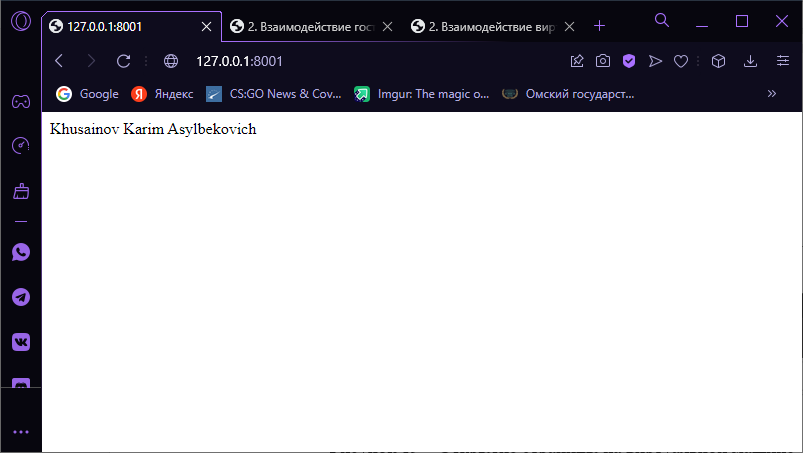 127.0.0.1:8001
2. Взаимодействие гос
2. Взаимодействие вир
127.0.0.1:8001
Google
Яндекс
CS:GO News & Cov...
Imgur: The magic o...
Омский государст...
Khusainov Karim Asylbekovich